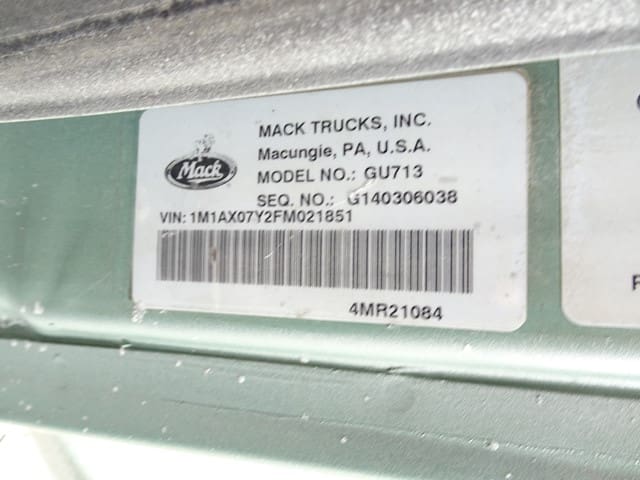 MACK TRUCKS, INC.
Macungie, PA, U.S.A.
Mack
MODEL NO.: GU713
SEQ. NO.: G140306038
VIN: 1M1AX07Y2FM021851
4MR21084